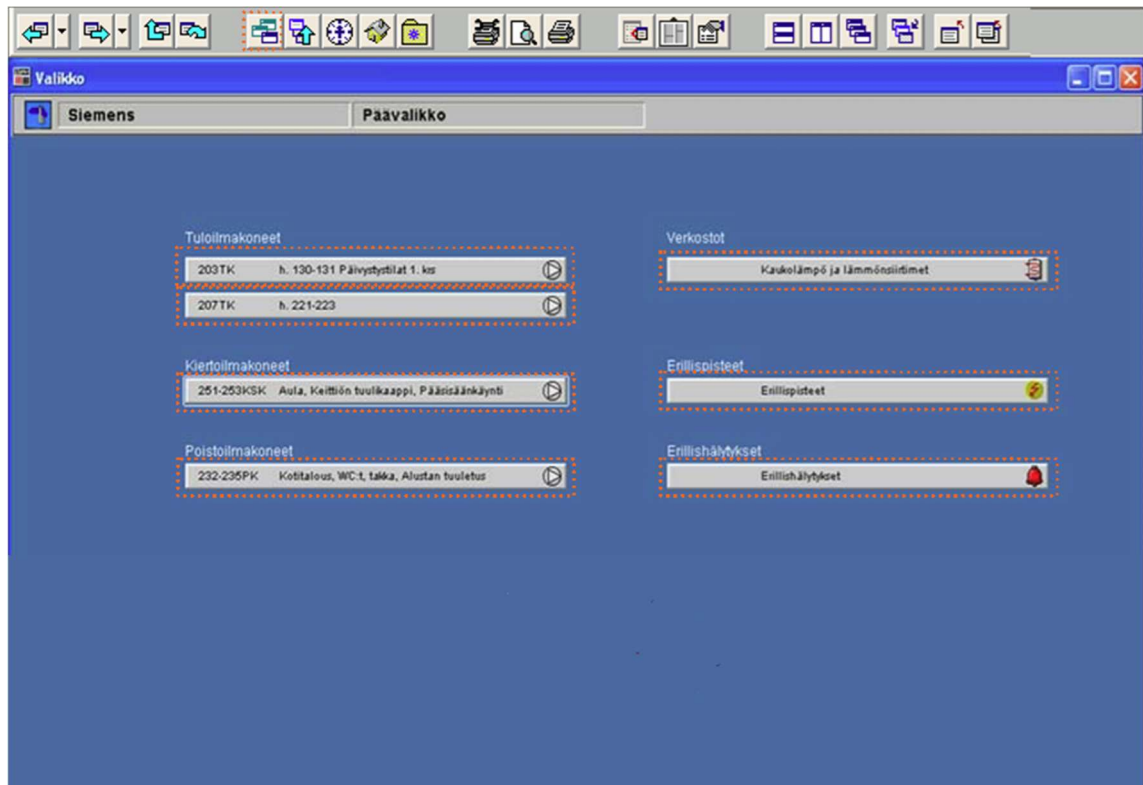 Valikko
Siemens Päävalikko
Tuloilmakoneet
203TK h. 130-131 Päivystystilat 1. krs
207TK h. 221-223
Kiertoilmakoneet
251-253KSK Aula, Keittiön tuulikaappi, Pääsisäänkäynti
Poistoilmakoneet
232-235PK Kotitalous, WC:t, takka, Alustan tuuletus
Verkostot
Kaukolämpö ja lämmönsiirtimet
Erillispisteet
Erillispisteet
Erillishälytykset
Erillishälytykset